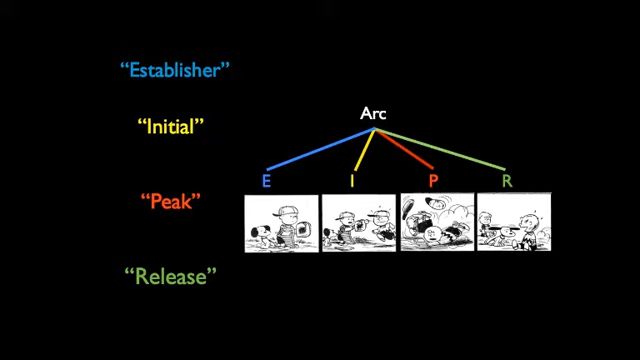 “Establisher”
“Initial”
“Peak”
“Release”
Arc
E I P R